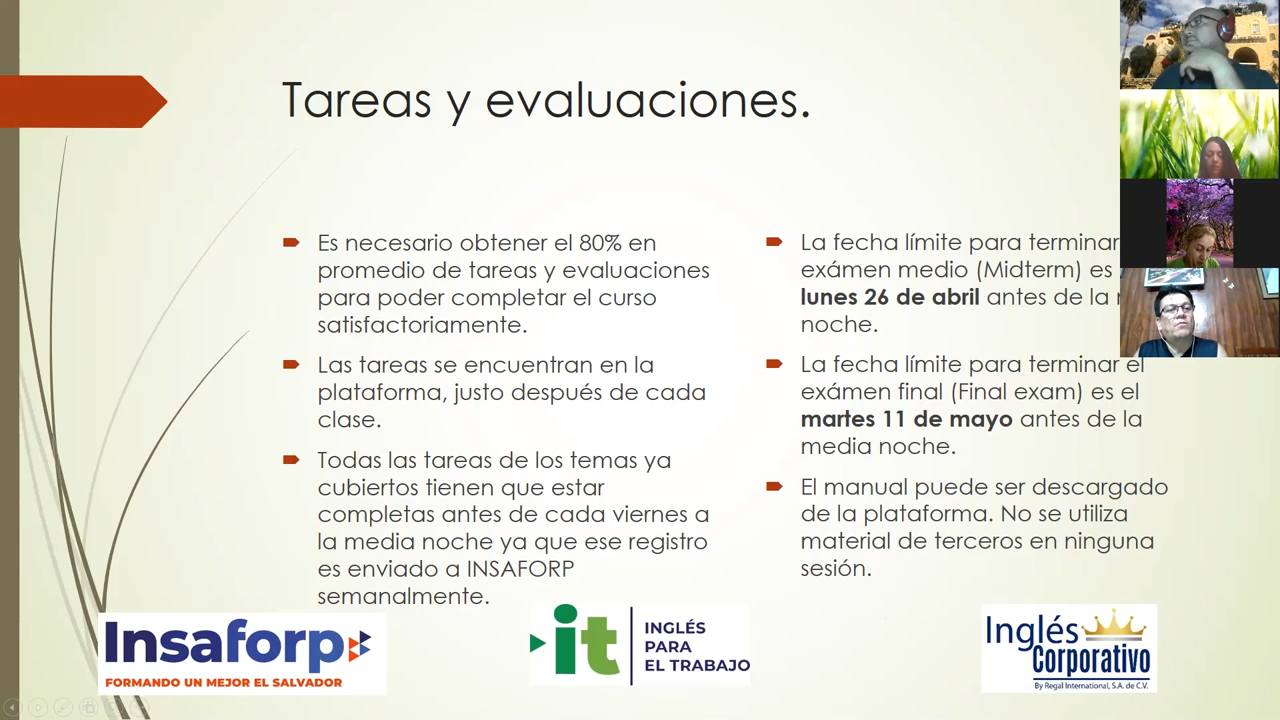 Tareas y evaluaciones.
Es necesario obtener el 80% en
promedio de tareas y evaluaciones
para poder completar el curso
satisfactoriamente.
Las tareas se encuentran en la
plataforma, justo después de cada
clase.
Todas las tareas de los temas ya
cubiertos tienen que estar
completas antes de cada viernes a
la media noche ya que ese registro
es enviado a INSAFORP
semanalmente.
La fecha límite para terminar
exámen medio (Midterm) es
lunes 26 de abril antes de la
noche.
La fecha límite para terminar el
exámen final (Final exam) es el
martes 11 de mayo antes de la
media noche.
El manual puede ser descargado
de la plataforma. No se utiliza
material de terceros en ninguna
sesión.
Insaforp
FORMANDO UN MEJOR EL SALVADOR
it
INGLÉS
PARA
EL TRABAJO
Inglés
Corporativo
By Regal International, S.A. de C.V.